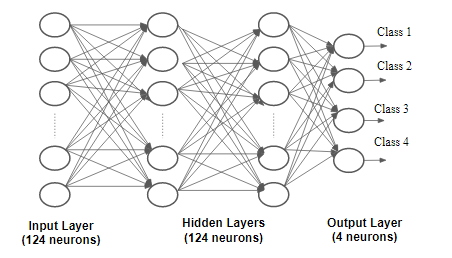 Class 1
Class 2
Class 3
Class 4
Input Layer
(124 neurons)
Hidden Layers
(124 neurons)
Output Layer
(4 neurons)